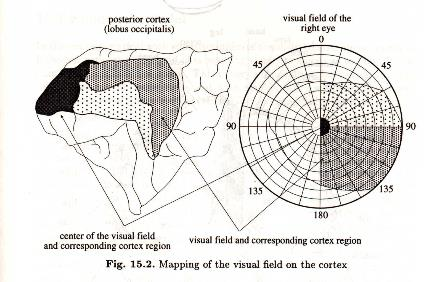 posterior cortex
(lobus occipitalis)
visual field of the
right eye
0
45
45
90
90
135
135
180
center of the visual field
and corresponding cortex region
visual field and corresponding cortex region
Fig. 15.2. Mapping of the visual field on the cortex